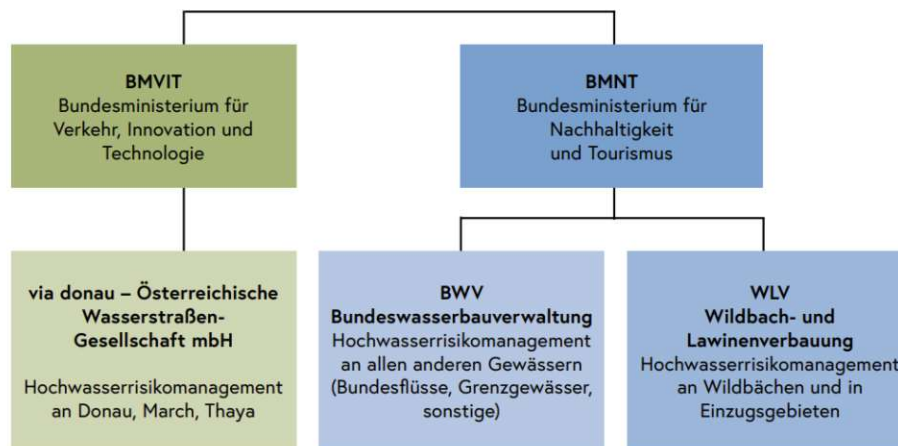 BMVIT
Bundesministerium für
Verkehr, Innovation und
Technologie
BMNT
Bundesministerium für
Nachhaltigkeit
und Tourismus
via donau – Österreichische
Wasserstraßen-
Gesellschaft mbH
Hochwasserrisikomanagement
an Donau, March, Thaya
BWV
Bundeswasserbauverwaltung
Hochwasserrisikomanagement
an allen anderen Gewässern
(Bundesflüsse, Grenzgewässer,
sonstige)
WLV
Wildbach- und
Lawinenverbauung
Hochwasserrisikomanagement
an Wildbächen und in
Einzugsgebieten